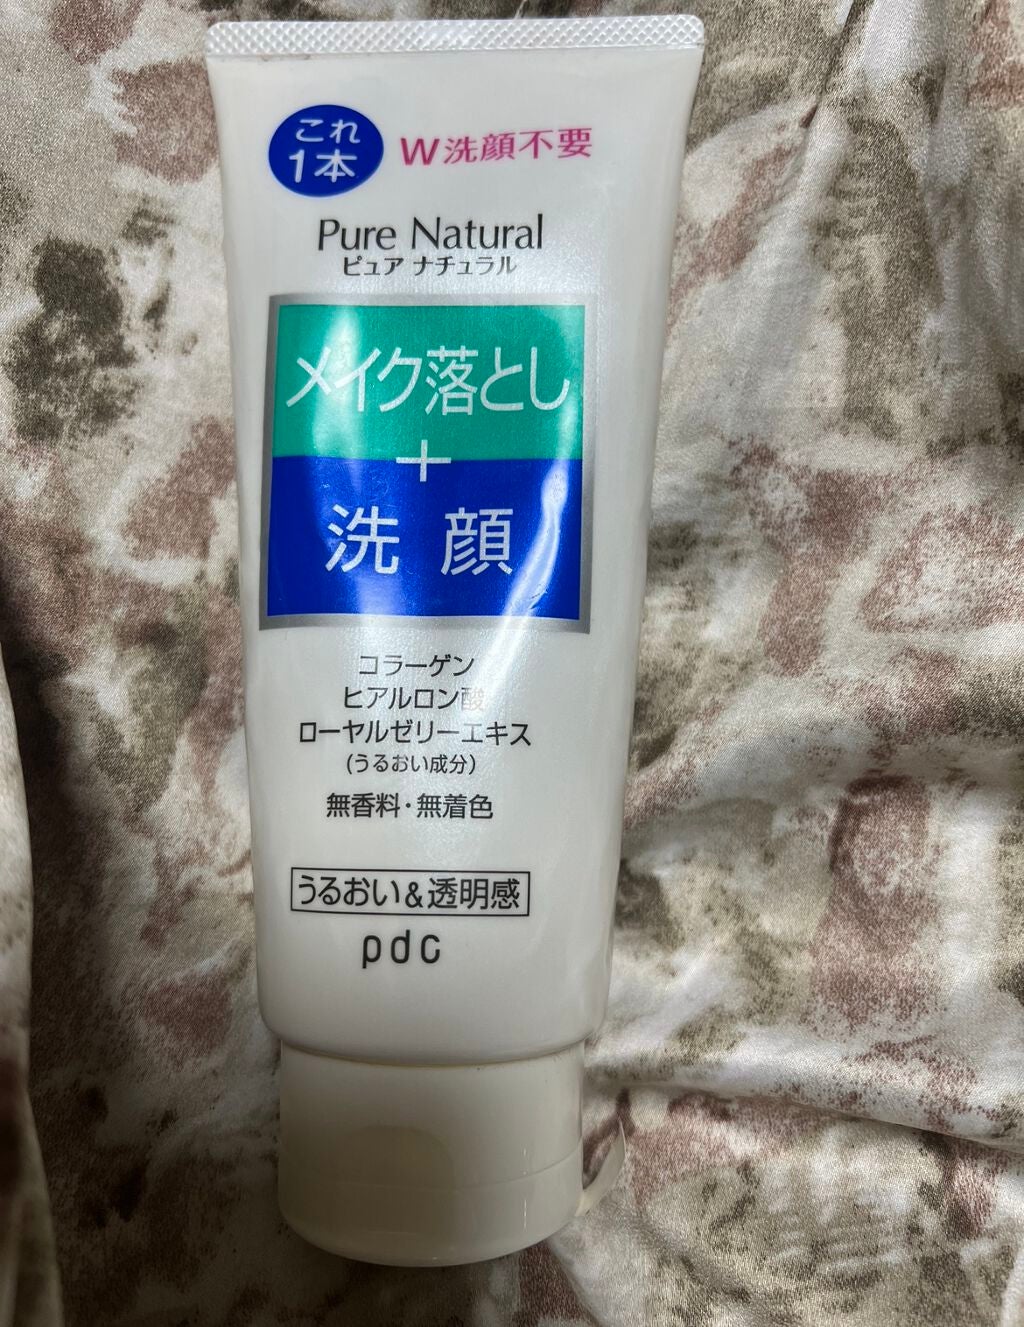 これ
1本
W洗顔不要
Pure Natural
ピュア ナチュラル
メイク落とし
+
洗 顔
コラーゲン
ヒアルロン酸
ローヤルゼリーエキス
(うるおい成分)
無香料・無着色
うるおい&透明感
pdc